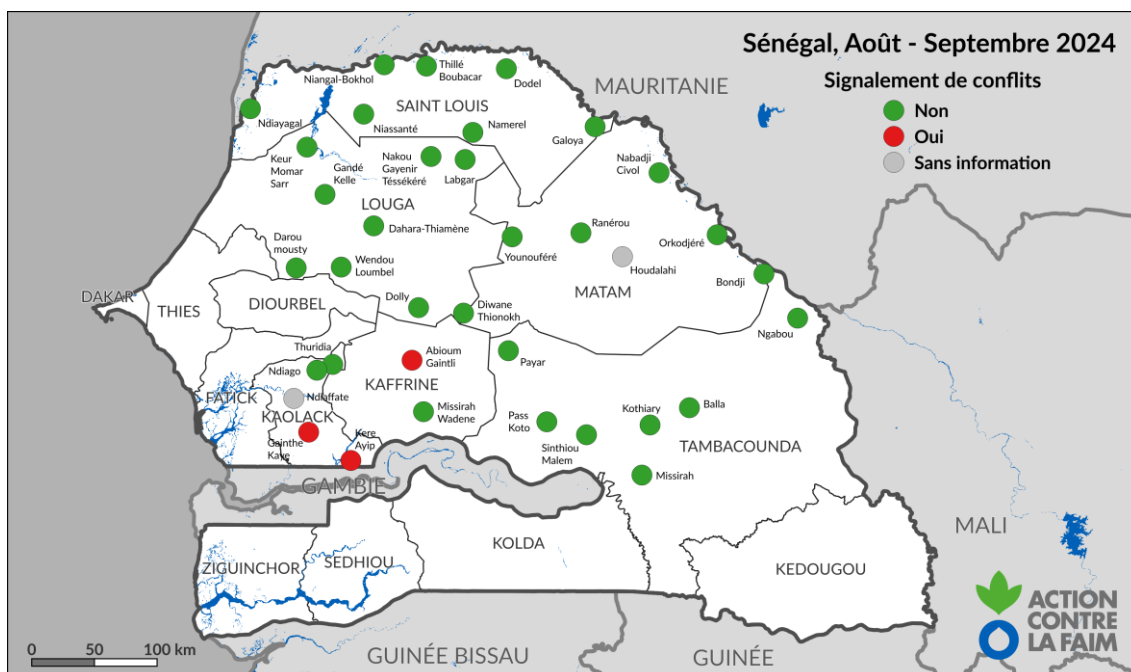 Sénégal, Août - Septembre 2024
Signalement de conflits
Non
Oui
Sans information
MAURITANIE
Niangal-Bokhol
Thillé
Boubacar
Dodel
SAINT LOUIS
Ndiayagal
Niassanté
Namerel
Galoya
Keur
Momar
Sarr
Gandé
Kelle
Nakou
Gayenir
Téssékéré
Labgar
Nabadji
Civol
LOUGA
Dahara-Thiamène
Ranérou
Younouféré
Orkodjéré
Houdalahi
Darou
mousty
Wendou
Loumbel
Bondji
MATAM
DAKAR
THIES
DIOURBEL
Dolly
Diwane
Thionokh
Ngabou
Thuridia
Ndiago
Abioum
Gaintli
Payar
KAFFRINE
FATICK
Ndiaffate
KAOLACK
Missirah
Wadene
Gainthe
Kaye
Kere
Ayip
Pass
Koto
Sinthiou
Malem
Kothiary
Balla
TAMBACOUNDA
Missirah
GAMBIE
MALI
ZIGUINCHOR
SEDHIOU
KOLDA
KEDOUGOU
GUINÉE BISSAU
GUINÉE
0 50 100 km
ACTION
CONTRE
LA FAIM